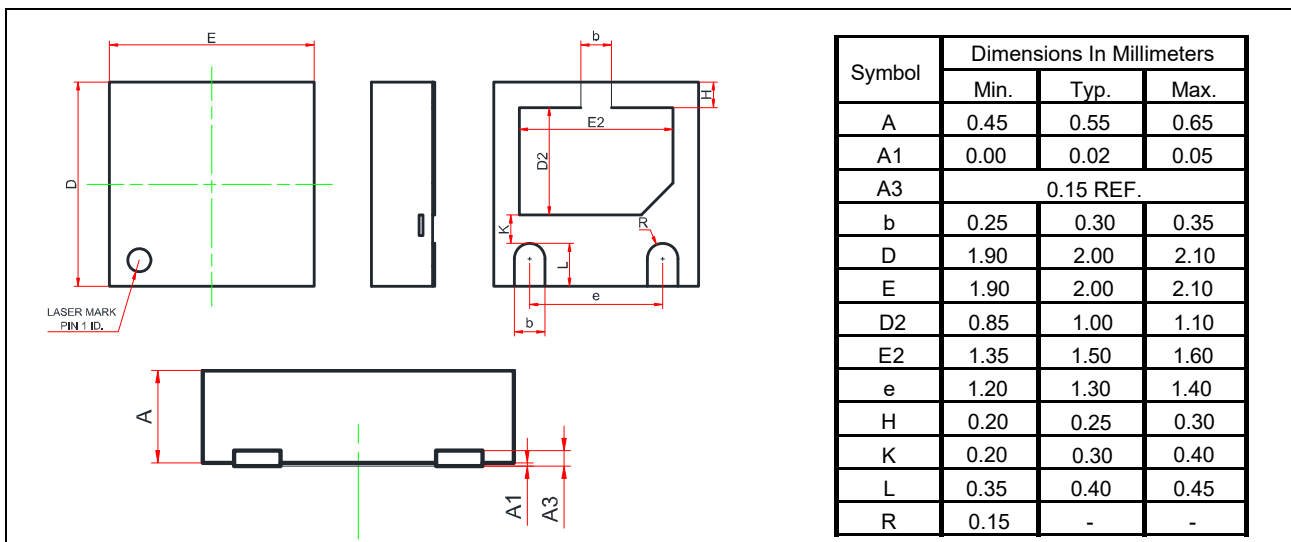 E
D
LASER MARK
PIN 1 ID.
b
H
E2
D2
K
R
L
e
b
A
A1
A3
Symbol Dimensions In Millimeters
Min. Typ. Max.
A 0.45 0.55 0.65
A1 0.00 0.02 0.05
A3 0.15 REF.
b 0.25 0.30 0.35
D 1.90 2.00 2.10
E 1.90 2.00 2.10
D2 0.85 1.00 1.10
E2 1.35 1.50 1.60
e 1.20 1.30 1.40
H 0.20 0.25 0.30
K 0.20 0.30 0.40
L 0.35 0.40 0.45
R 0.15 - -